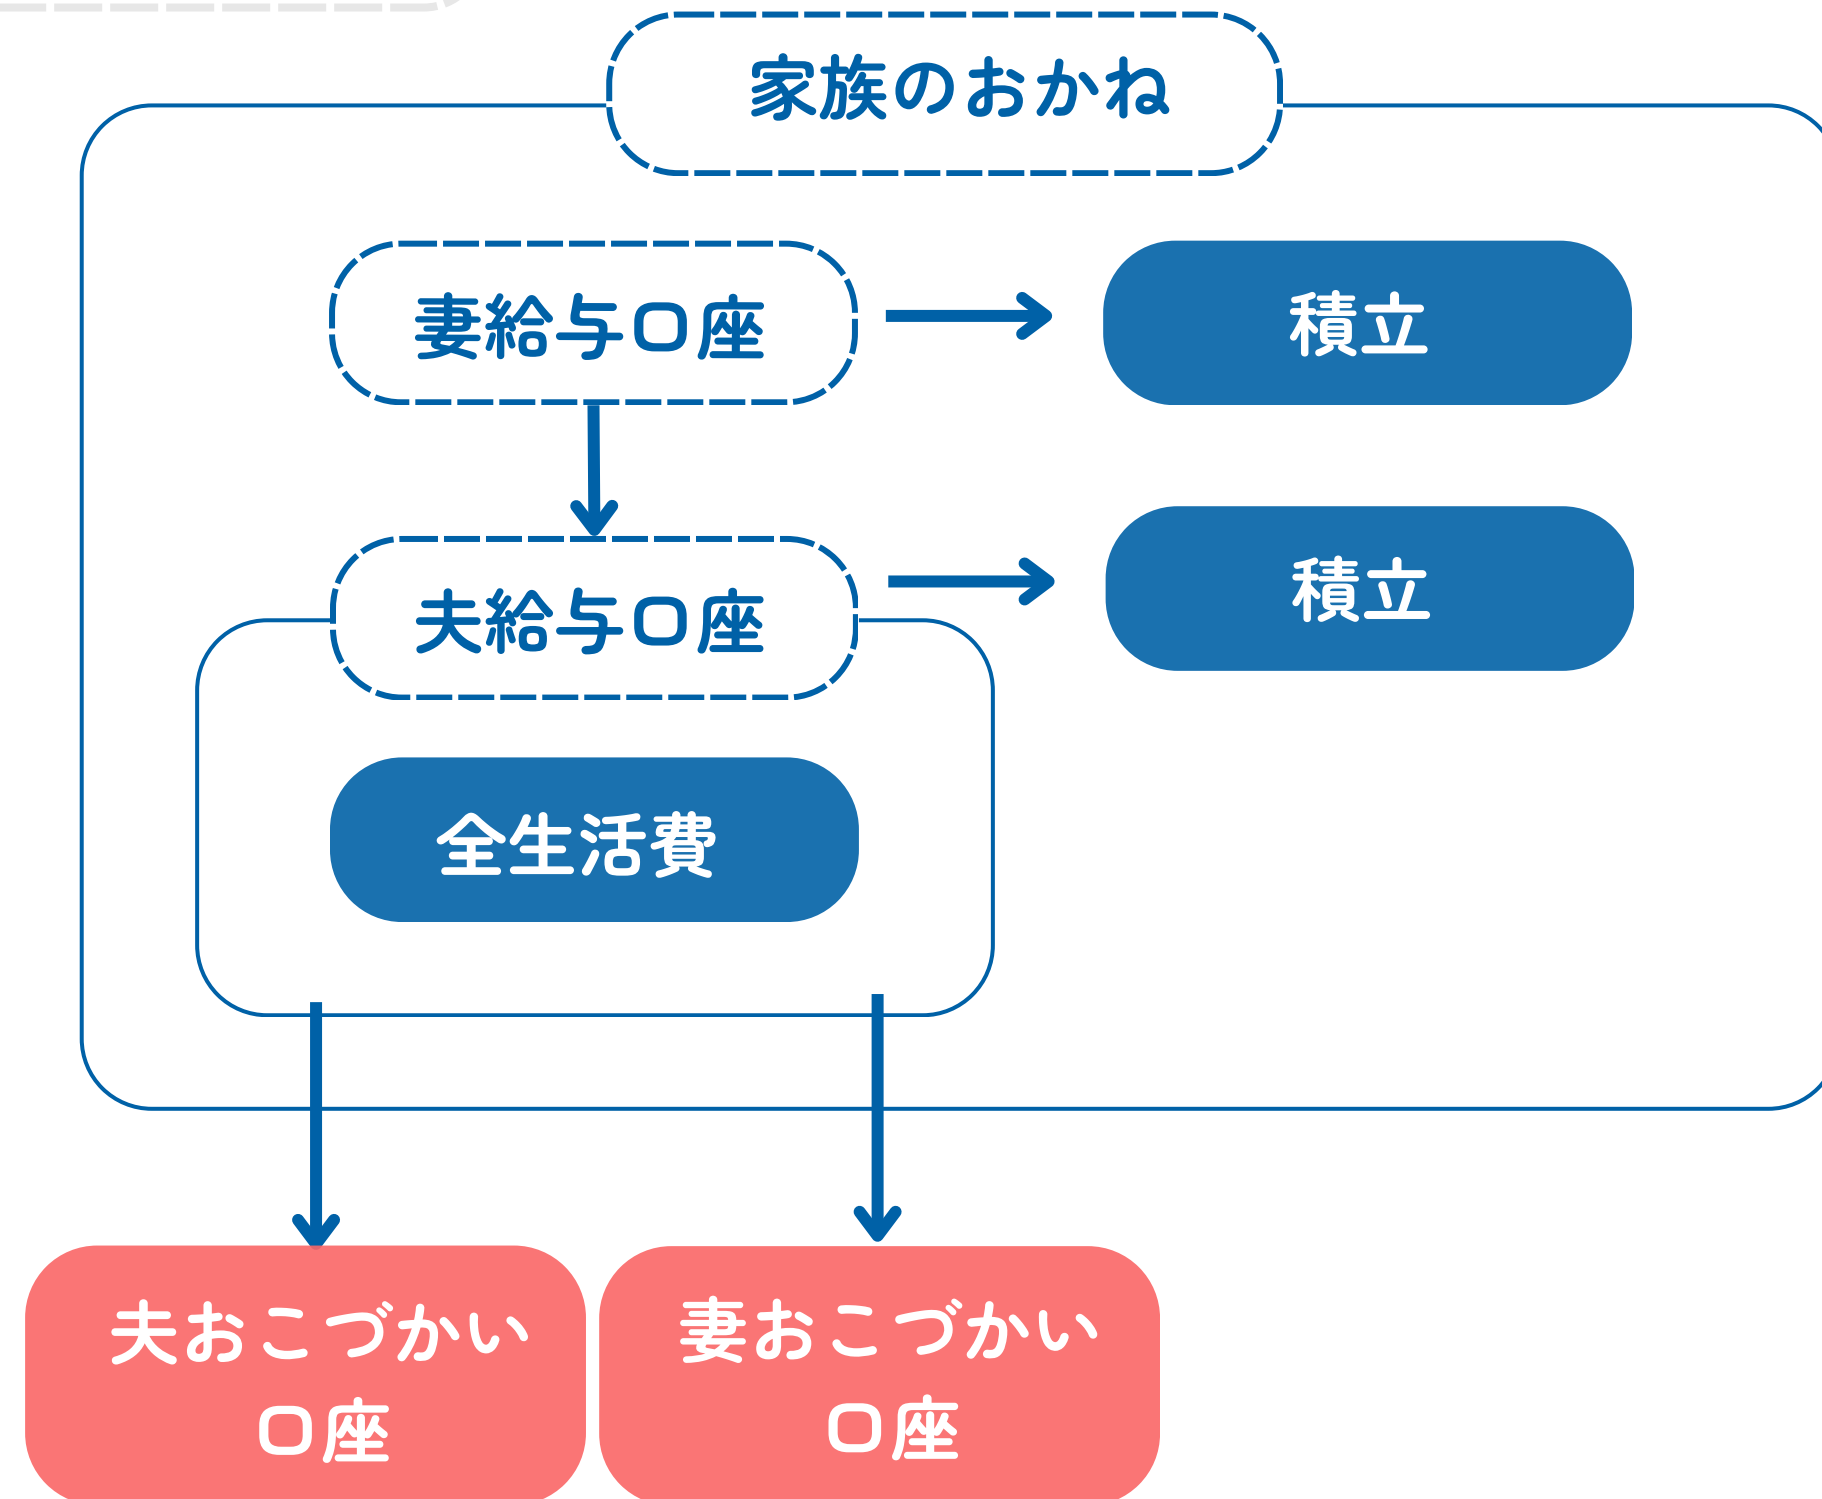 家族のおかね
妻給与口座
積立
夫給与口座
積立
全生活費
夫おこづかい
口座
妻おこづかい
口座